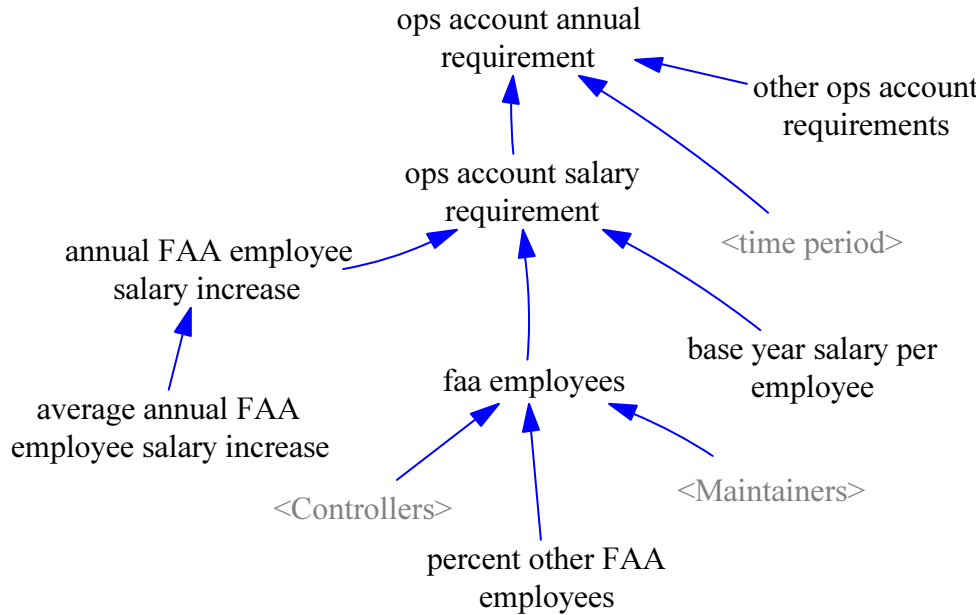 ops account annual
requirement
other ops account
requirements
ops account salary
requirement
<time period>
annual FAA employee
salary increase
base year salary per
employee
faa employees
average annual FAA
employee salary increase
<Controllers>
<Maintainers>
percent other FAA
employees